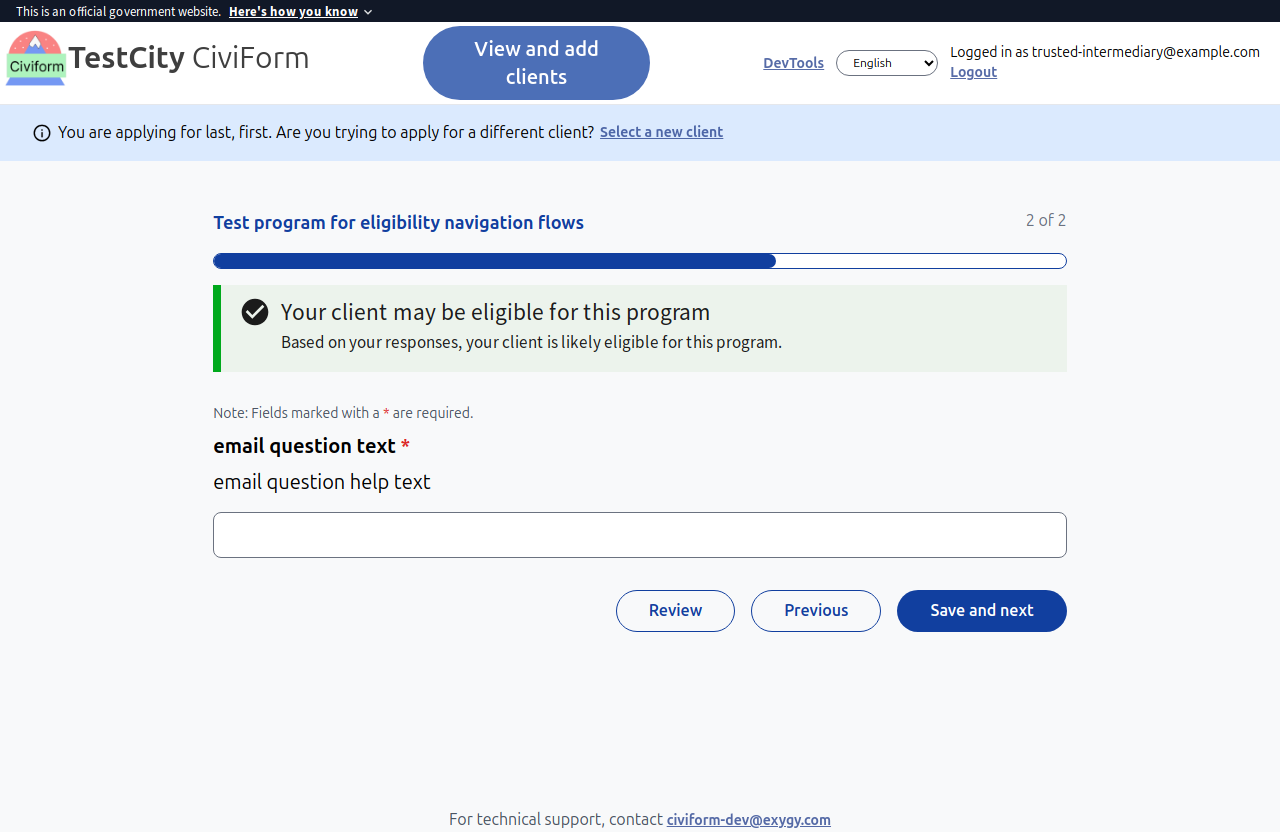 This is an official government website. Here's how you know
Civiform
TestCity CiviForm
View and add
clients
DevTools
English
Logged in as trusted-intermediary@example.com
Logout
You are applying for last, first. Are you trying to apply for a different client? Select a new client
Test program for eligibility navigation flows
2 of 2
Your client may be eligible for this program
Based on your responses, your client is likely eligible for this program.
Note: Fields marked with a * are required.
email question text *
email question help text
Review
Previous
Save and next
For technical support, contact civiform-dev@exygy.com